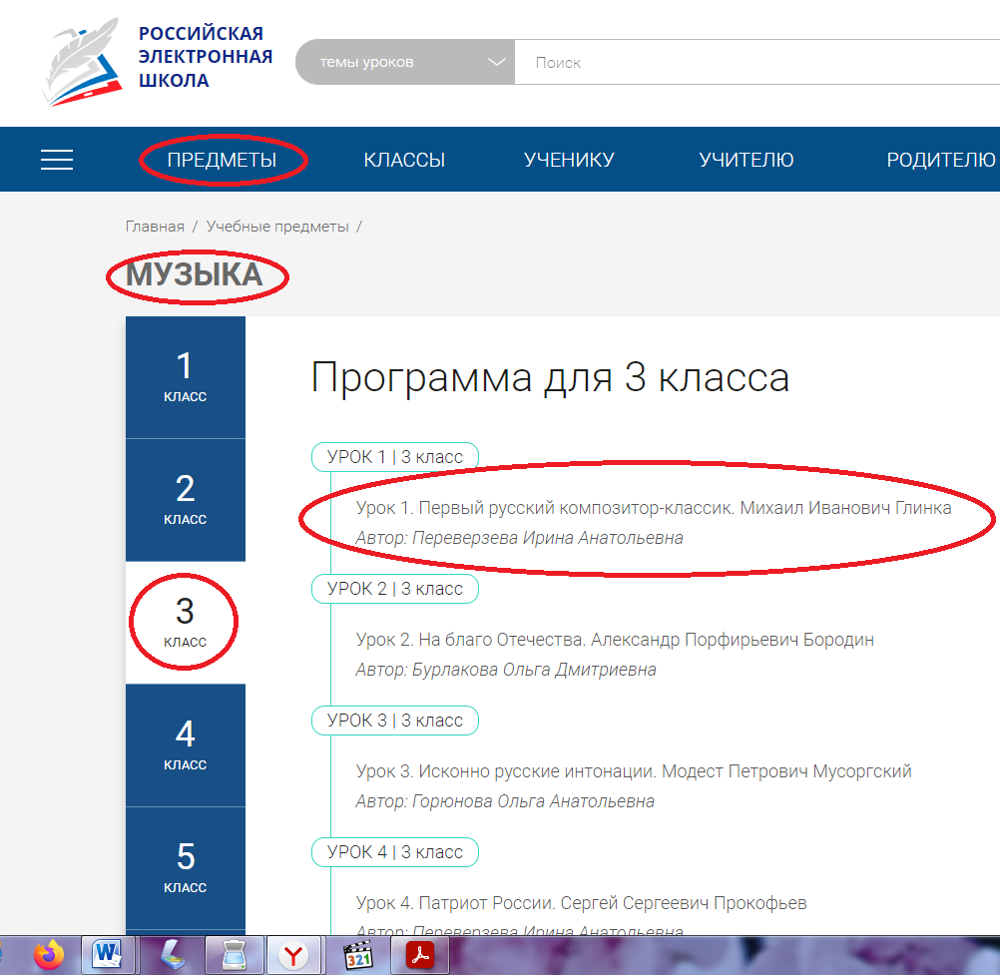 РОССИЙСКАЯ
ЭЛЕКТРОННАЯ
ШКОЛА
темы уроков
Поиск
ПРЕДМЕТЫ КЛАССЫ УЧЕНИКУ УЧИТЕЛЮ РОДИТЕЛЮ
Главная / Учебные предметы /
МУЗЫКА
1
КЛАСС
2
КЛАСС
3
КЛАСС
4
КЛАСС
5
КЛАСС
Программа для 3 класса
УРОК 1 | 3 класс
Урок 1. Первый русский композитор-классик. Михаил Иванович Глинка
Автор: Переверзева Ирина Анатольевна
УРОК 2 | 3 класс
Урок 2. На благо Отечества. Александр Порфирьевич Бородин
Автор: Бурлакова Ольга Дмитриевна
УРОК 3 | 3 класс
Урок 3. Исконно русские интонации. Модест Петрович Мусоргский
Автор: Горюнова Ольга Анатольевна
УРОК 4 | 3 класс
Урок 4. Патриот России. Сергей Сергеевич Прокофьев
Автор: Переверзева Ирина Анатольевна
W
Y
321